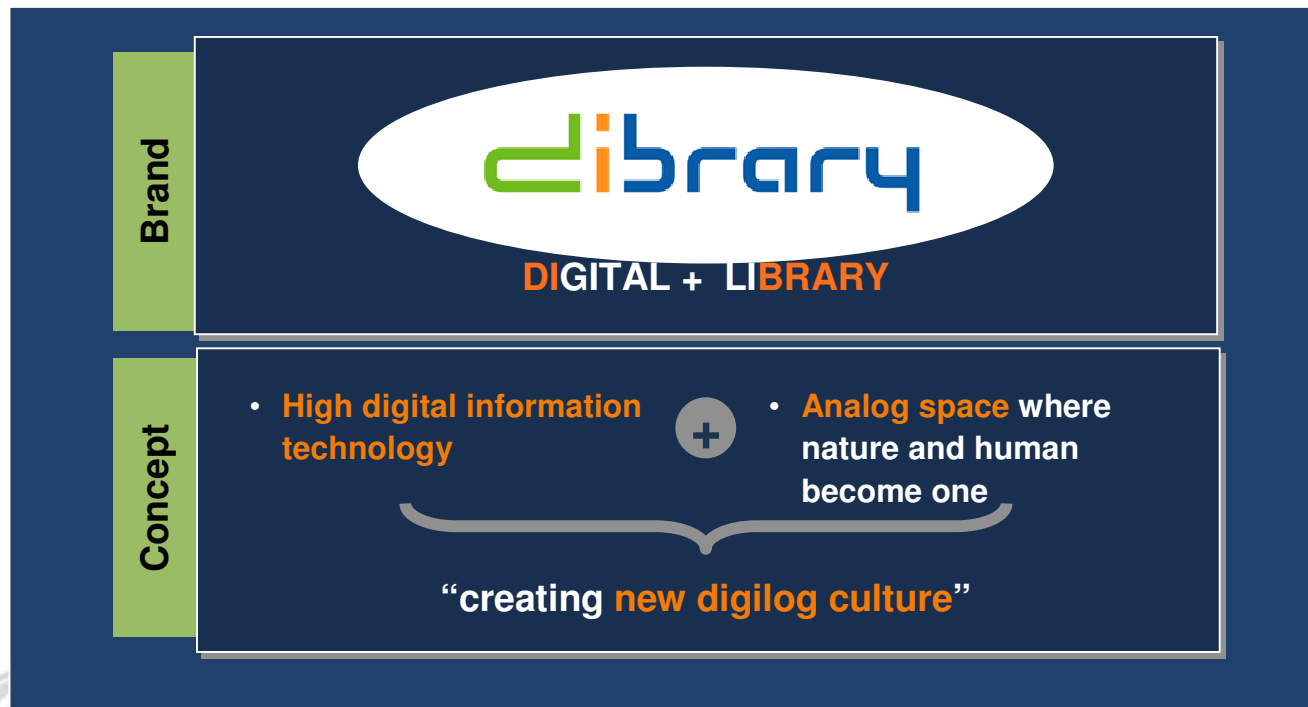 Brand
dibrary
DIGITAL + LIBRARY
Concept
• High digital information
technology
+
• Analog space where
nature and human
become one
“creating new digilog culture”